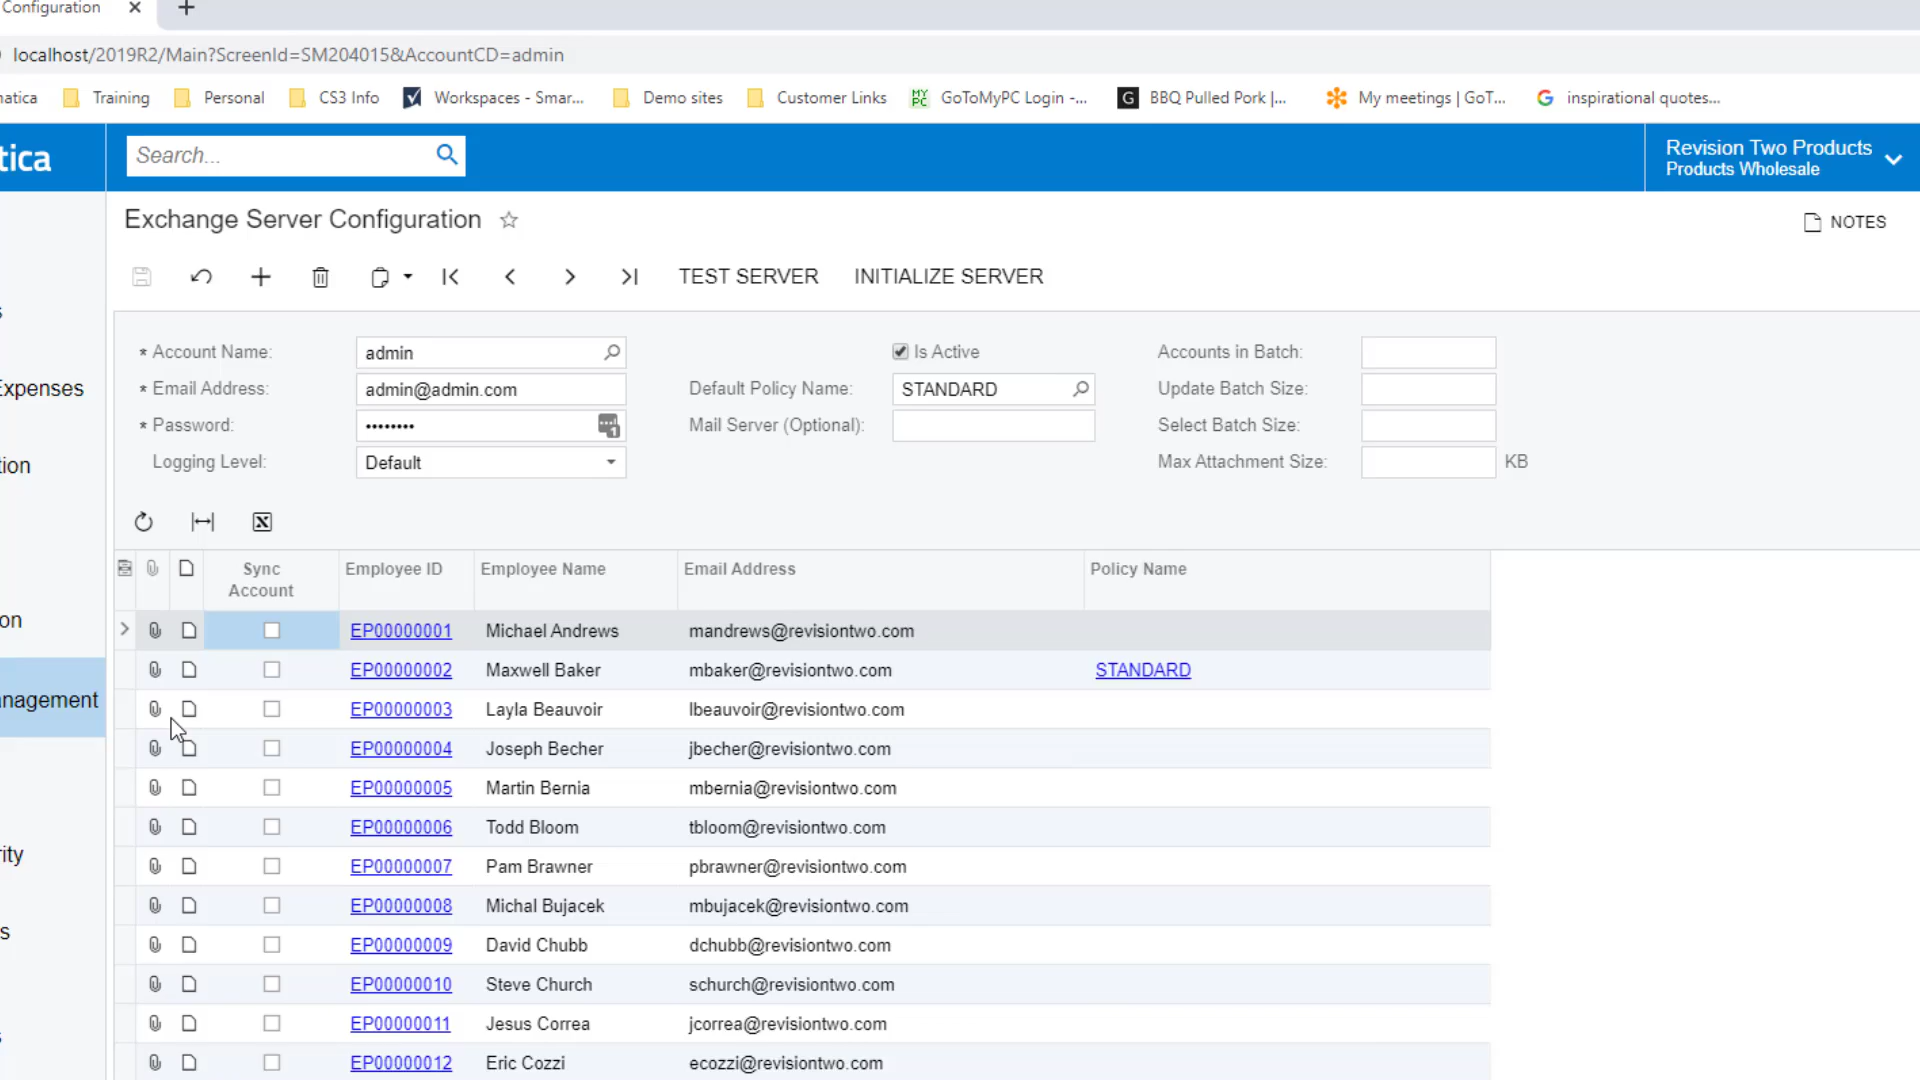 Configuration
localhost/2019R2/Main?ScreenId=SM204015&AccountCD=admin
natica Training Personal CS3 Info Workspaces - Smar... Demo sites Customer Links GoToMyPC Login -... BBQ Pulled Pork |... My meetings | GoT... inspirational quotes...
tica Search... Revision Two Products
Products Wholesale
Exchange Server Configuration NOTES
TEST SERVER INITIALIZE SERVER
* Account Name: admin Is Active Accounts in Batch:
* Email Address: admin@admin.com Default Policy Name: STANDARD Update Batch Size:
* Password: •••••••• Mail Server (Optional): Select Batch Size:
Logging Level: Default Max Attachment Size: KB
Expenses
tion
on
anagement
ity
s
Sync Account Employee ID Employee Name Email Address Policy Name
EP00000001 Michael Andrews mandrews@revisiontwo.com
EP00000002 Maxwell Baker mbaker@revisiontwo.com STANDARD
EP00000003 Layla Beauvoir lbeauvoir@revisiontwo.com
EP00000004 Joseph Becher jbecher@revisiontwo.com
EP00000005 Martin Bernia mbernia@revisiontwo.com
EP00000006 Todd Bloom tbloom@revisiontwo.com
EP00000007 Pam Brawner pbrawner@revisiontwo.com
EP00000008 Michal Bujacek mbujacek@revisiontwo.com
EP00000009 David Chubb dchubb@revisiontwo.com
EP00000010 Steve Church schurch@revisiontwo.com
EP00000011 Jesus Correa jcorrea@revisiontwo.com
EP00000012 Eric Cozzi ecozzi@revisiontwo.com